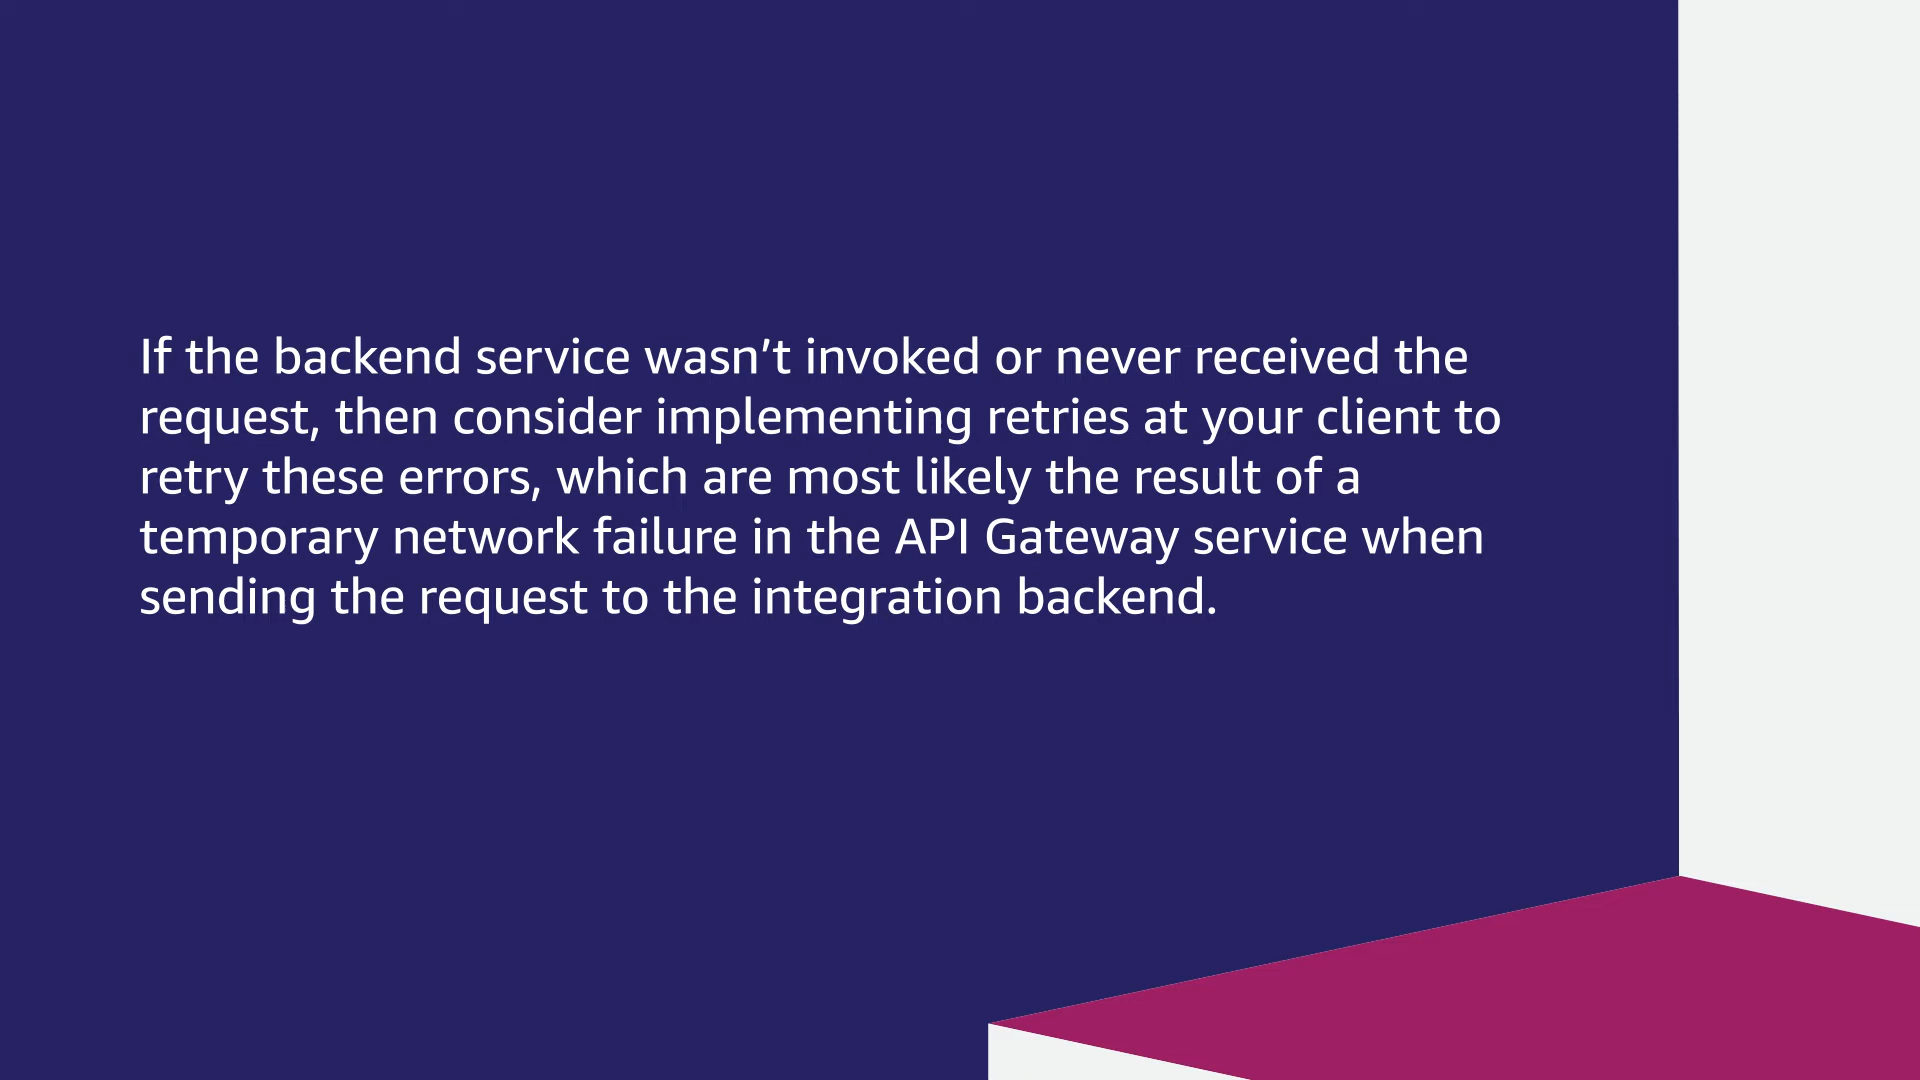 If the backend service wasn’t invoked or never received the
request, then consider implementing retries at your client to
retry these errors, which are most likely the result of a
temporary network failure in the API Gateway service when
sending the request to the integration backend.